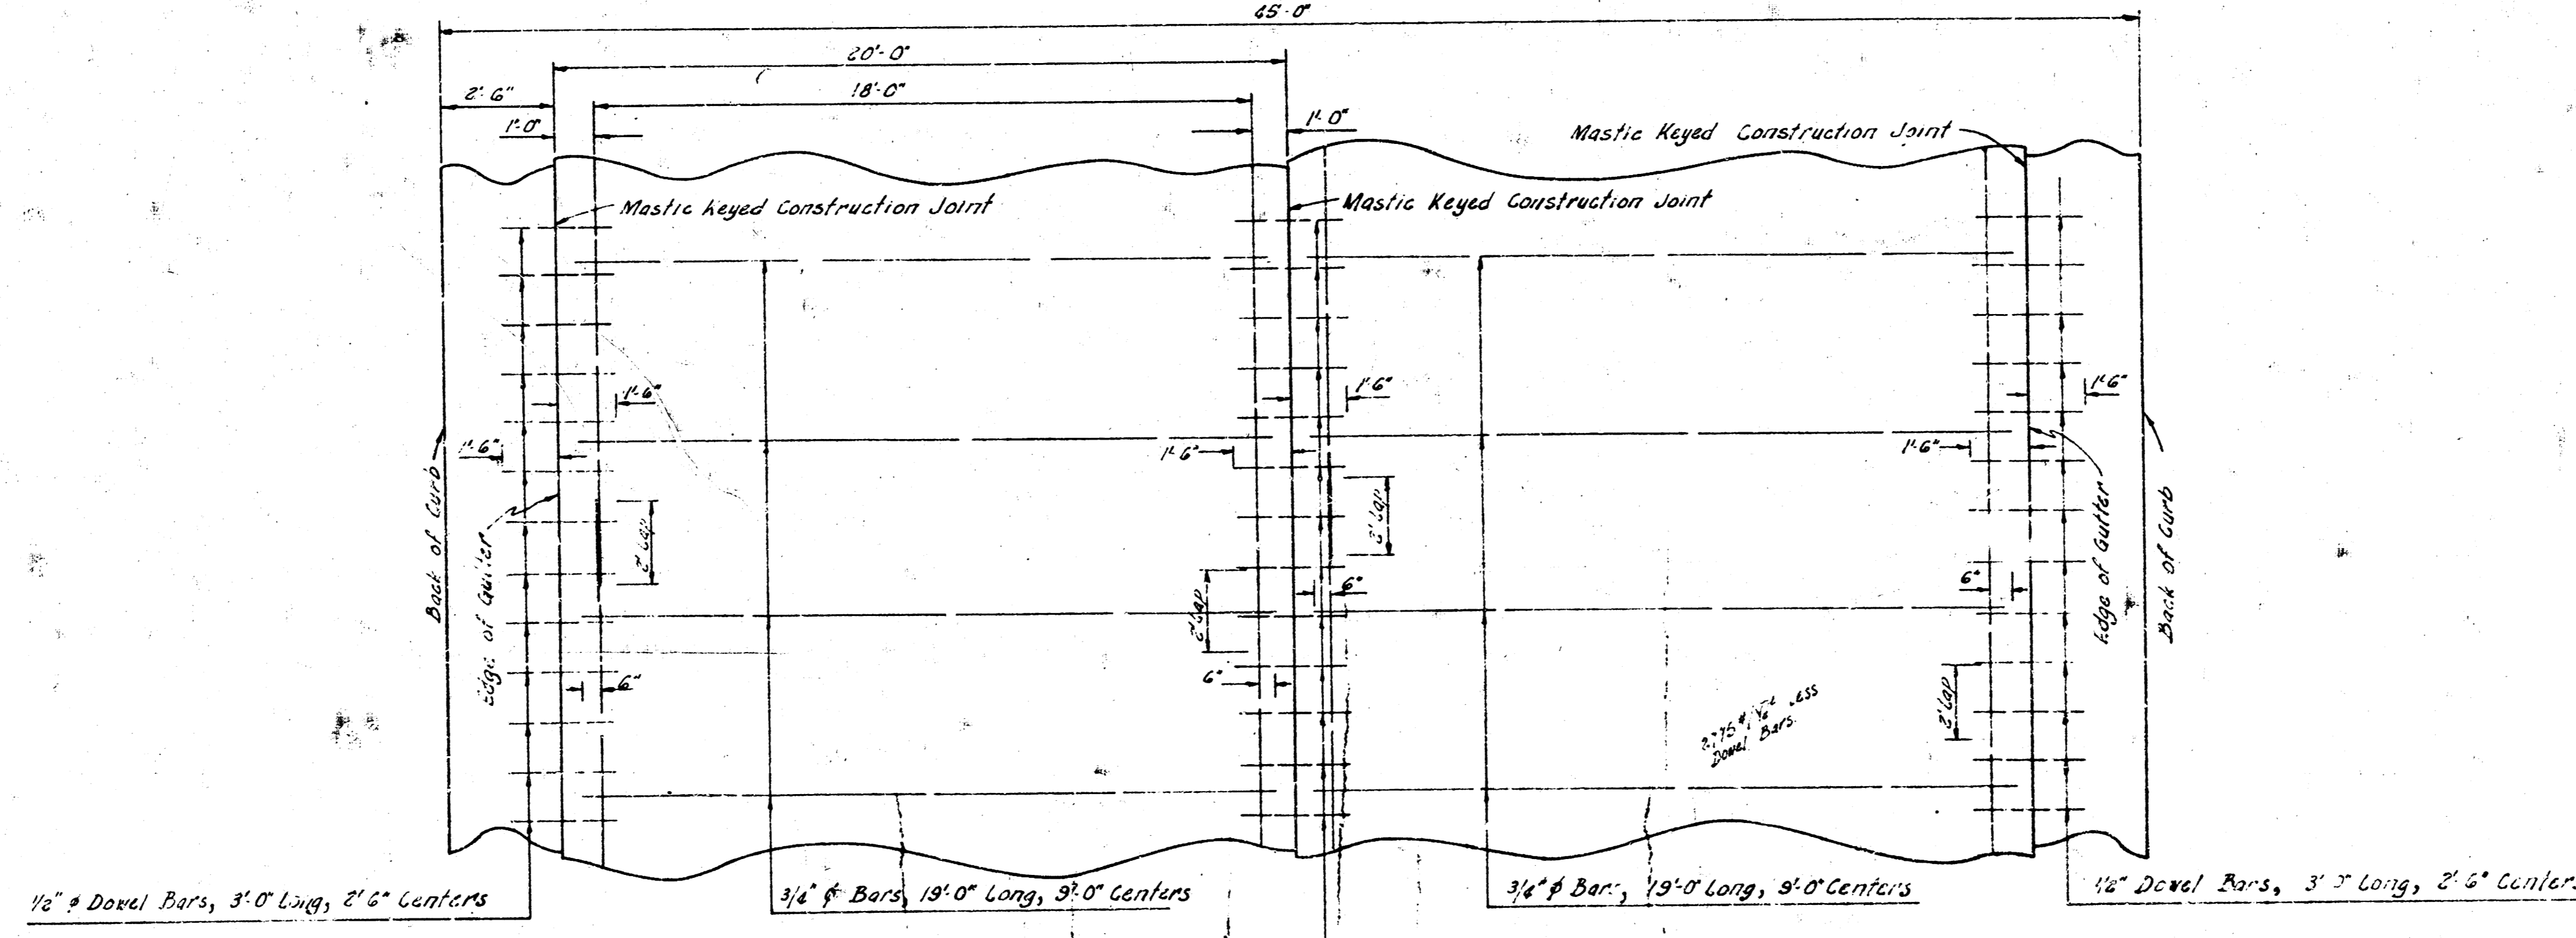 45'-0"
20'-0"
2'-6"
18'-0"
1'-0"
1'-0"
Mastic Keyed Construction Joint
Mastic Keyed Construction Joint
Mastic Keyed Construction Joint
1'-6"
1'-6"
1'-6"
1'-6"
1'-6"
1'-6"
Back of Curb
Edge of Gutter
2' Lap
2' Lap
2' Lap
6"
6"
6"
6"
2' Lap
Edge of Gutter
Back of Curb
Dowel Bars
1/2" φ Dowel Bars, 3'-0" Long, 2'-6" Centers
3/4" φ Bars, 19'-0" Long, 9'-0" Centers
3/4" φ Bars, 19'-0" Long, 9'-0" Centers
1/2" Dowel Bars, 3'-0" Long, 2'-6" Centers